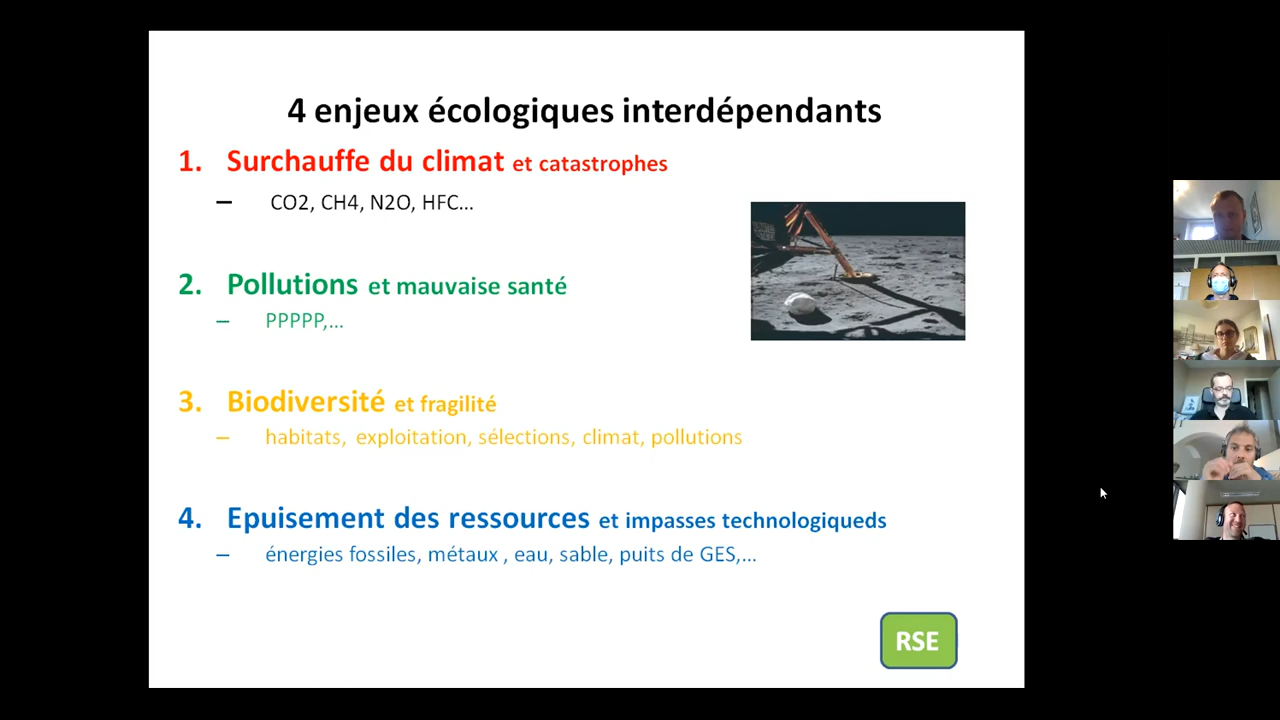 4 enjeux écologiques interdépendants
1. Surchauffe du climat et catastrophes
– CO2, CH4, N2O, HFC...
2. Pollutions et mauvaise santé
– PPPPP,...
3. Biodiversité et fragilité
– habitats, exploitation, sélections, climat, pollutions
4. Epuisement des ressources et impasses technologiqueds
– énergies fossiles, métaux , eau, sable, puits de GES,...
RSE